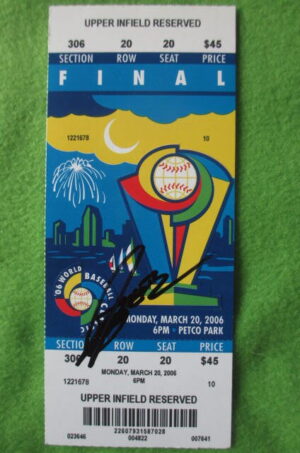 UPPER INFIELD RESERVED
306 20 20 $45
SECTION ROW SEAT PRICE
FINAL
1221678 10
'06 WORLD BASEBALL CLASSIC
MONDAY, MARCH 20, 2006
6PM • PETCO PARK
SECTION ROW SEAT PRICE
306 20 20 $45
MONDAY, MARCH 20, 2006
6PM
1221678 10
UPPER INFIELD RESERVED
22607931587028
023646 004822 007641